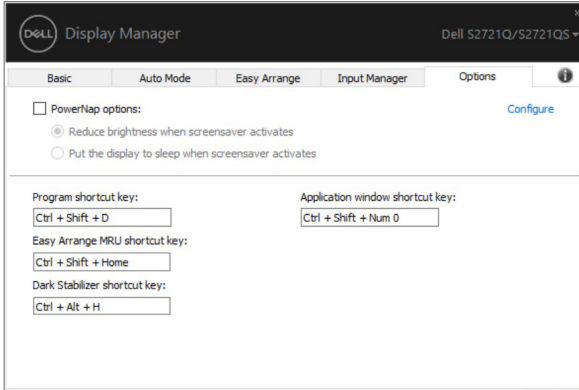 DELL Display Manager
Dell S2721Q/S2721QS
Basic Auto Mode Easy Arrange Input Manager Options
PowerNap options: Configure
Reduce brightness when screensaver activates
Put the display to sleep when screensaver activates
Program shortcut key: Application window shortcut key:
Ctrl + Shift + D Ctrl + Shift + Num 0
Easy Arrange MRU shortcut key:
Ctrl + Shift + Home
Dark Stabilizer shortcut key:
Ctrl + Alt + H